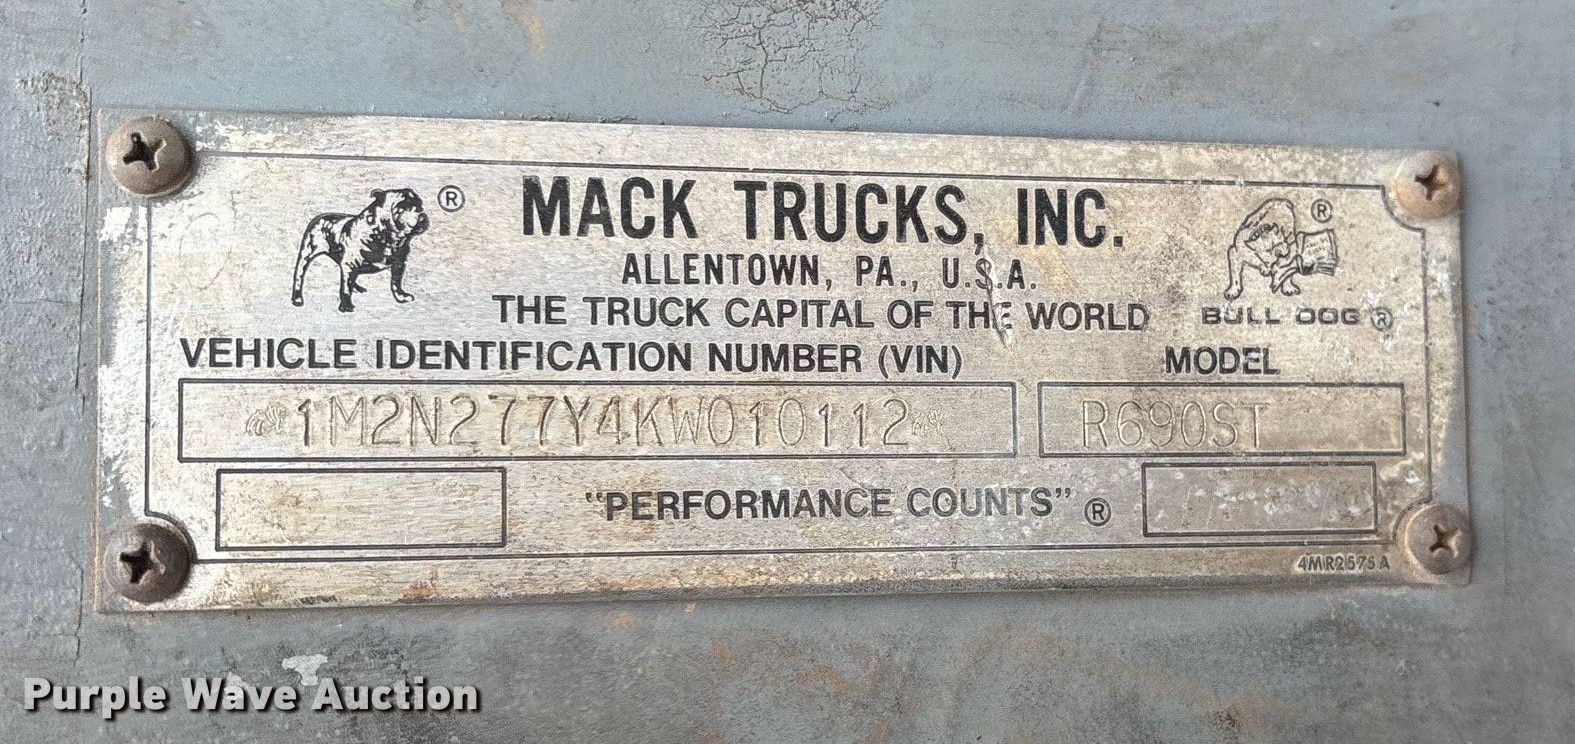 ®
MACK TRUCKS, INC.
®
ALLENTOWN, PA., U.S.A.
THE TRUCK CAPITAL OF THE WORLD
BULL DOG ®
VEHICLE IDENTIFICATION NUMBER (VIN)
MODEL
1M2N277Y4KW010112
R690ST
"PERFORMANCE COUNTS" ®
4MR2575A
Purple Wave Auction